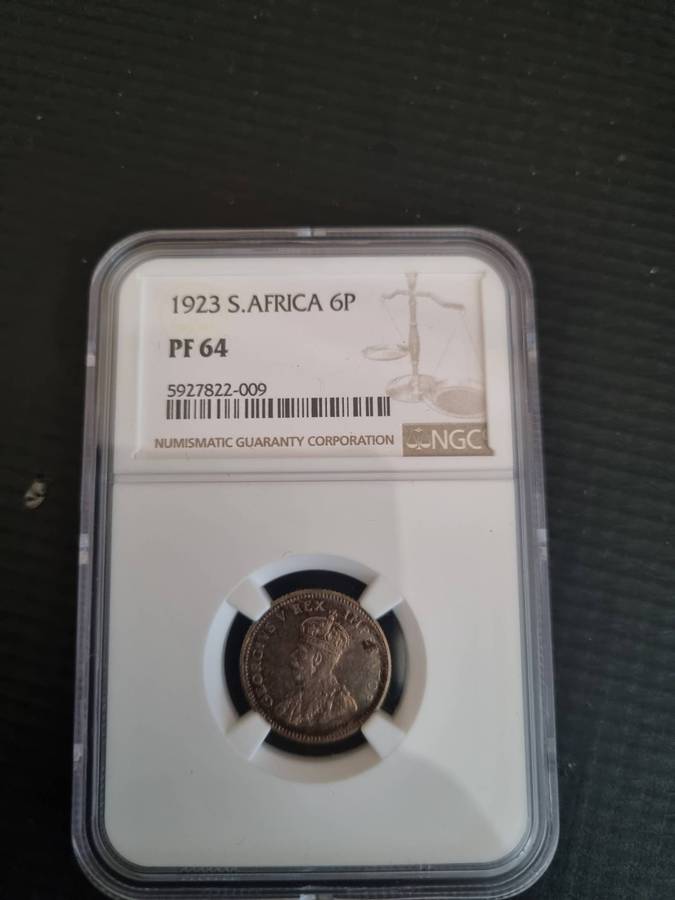 1923 S.AFRICA 6P
PF 64
5927822-009
NUMISMATIC GUARANTY CORPORATION NGC
GEORGIVS V REX